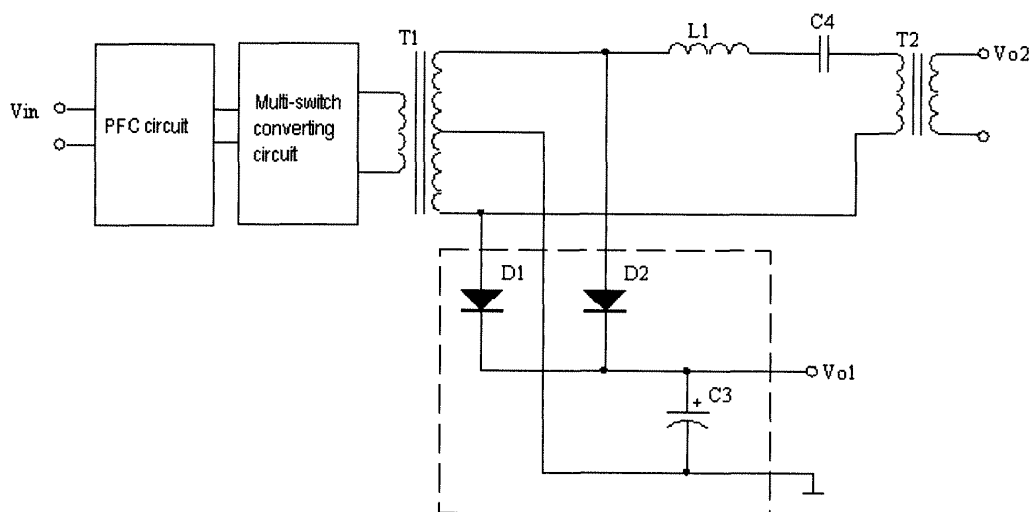 Vin
PFC circuit
Multi-switch
converting
circuit
T1
L1
C4
T2
Vo2
D1
D2
Vo1
C3
+